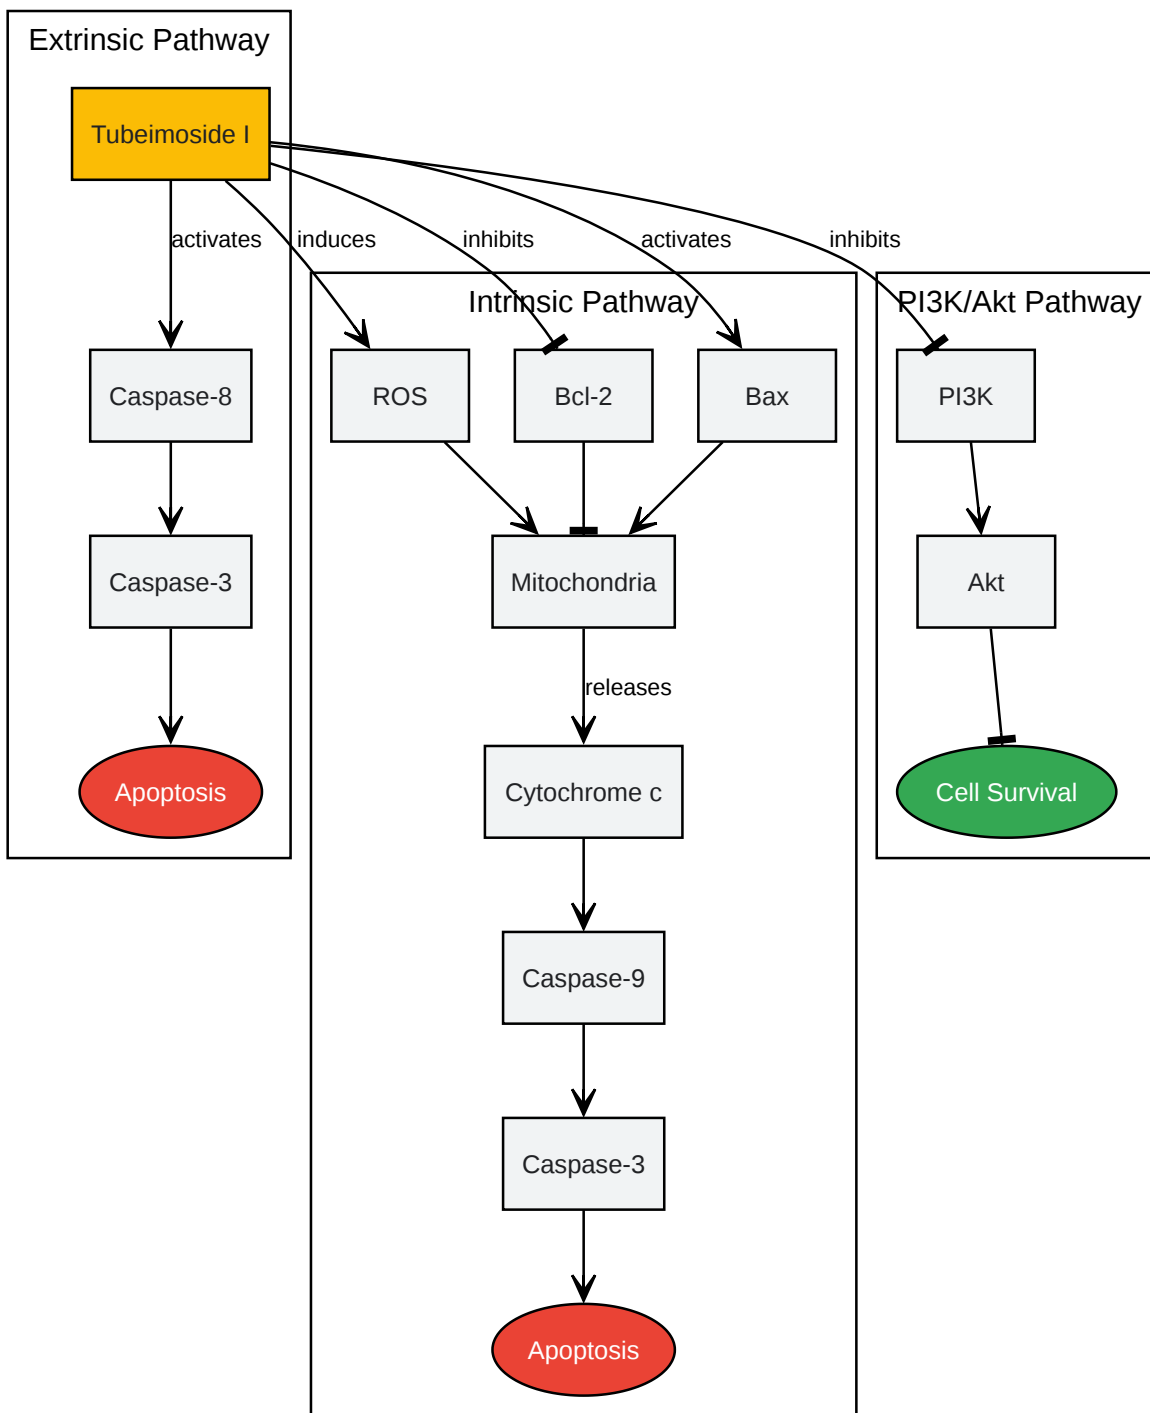 Extrinsic Pathway
Tubeimoside I
activates
induces
inhibits
activates
inhibits
Intrinsic Pathway
PI3K/Akt Pathway
Caspase-8
ROS
Bcl-2
Bax
PI3K
Caspase-3
Mitochondria
Akt
releases
Apoptosis
Cytochrome c
Cell Survival
Caspase-9
Caspase-3
Apoptosis